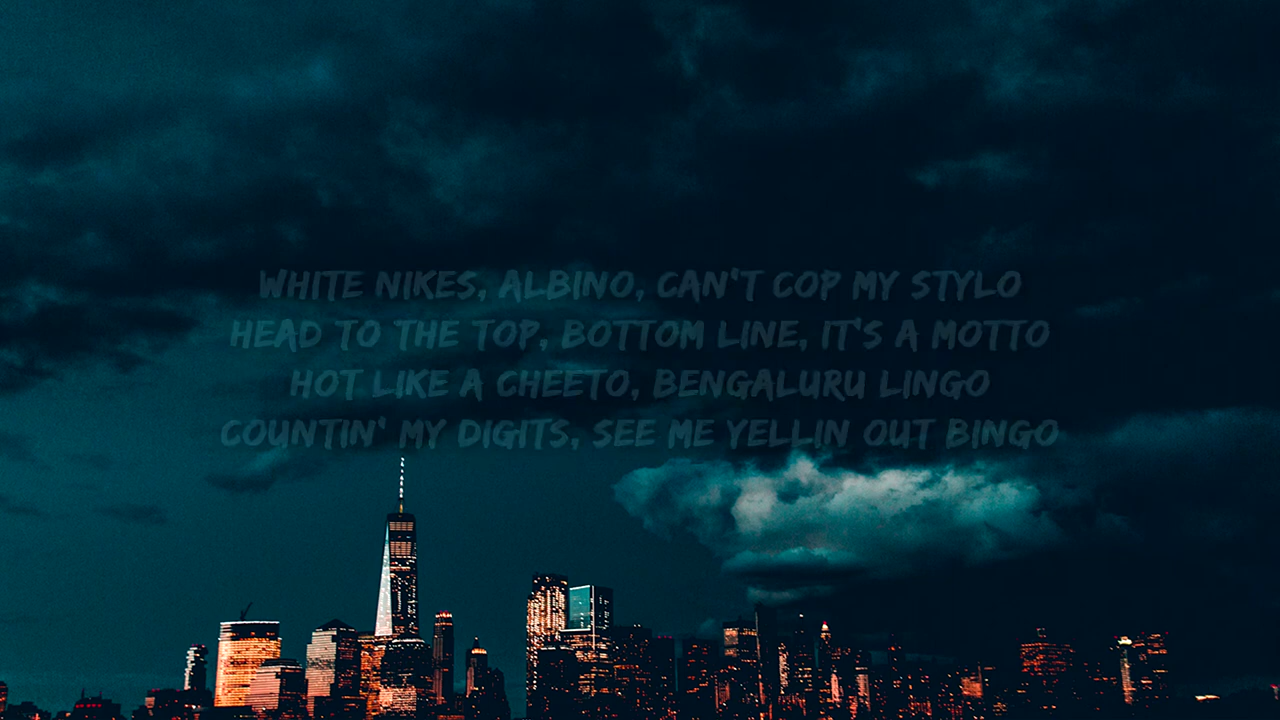 WHITE NIKES, ALBINO, CAN'T COP MY STYLO
HEAD TO THE TOP, BOTTOM LINE, IT'S A MOTTO
HOT LIKE A CHEETO, BENGALURU LINGO
COUNTIN' MY DIGITS, SEE ME YELLIN OUT BINGO